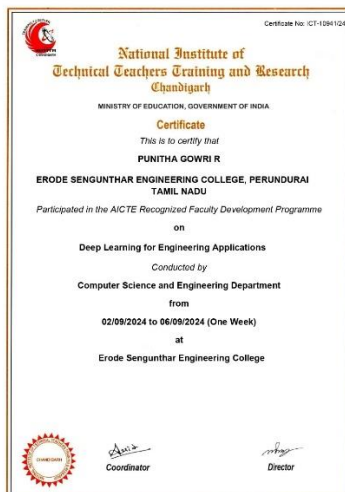 Certificate No: ICT-10941/24
National Institute of
Technical Teachers Training and Research
Chandigarh
MINISTRY OF EDUCATION, GOVERNMENT OF INDIA
Certificate
This is to certify that
PUNITHA GOWRI R
ERODE SENGUNTHAR ENGINEERING COLLEGE, PERUNDURAI
TAMIL NADU
Participated in the AICTE Recognized Faculty Development Programme
on
Deep Learning for Engineering Applications
Conducted by
Computer Science and Engineering Department
from
02/09/2024 to 06/09/2024 (One Week)
at
Erode Sengunthar Engineering College
CHANDIGARH
Coordinator
Director